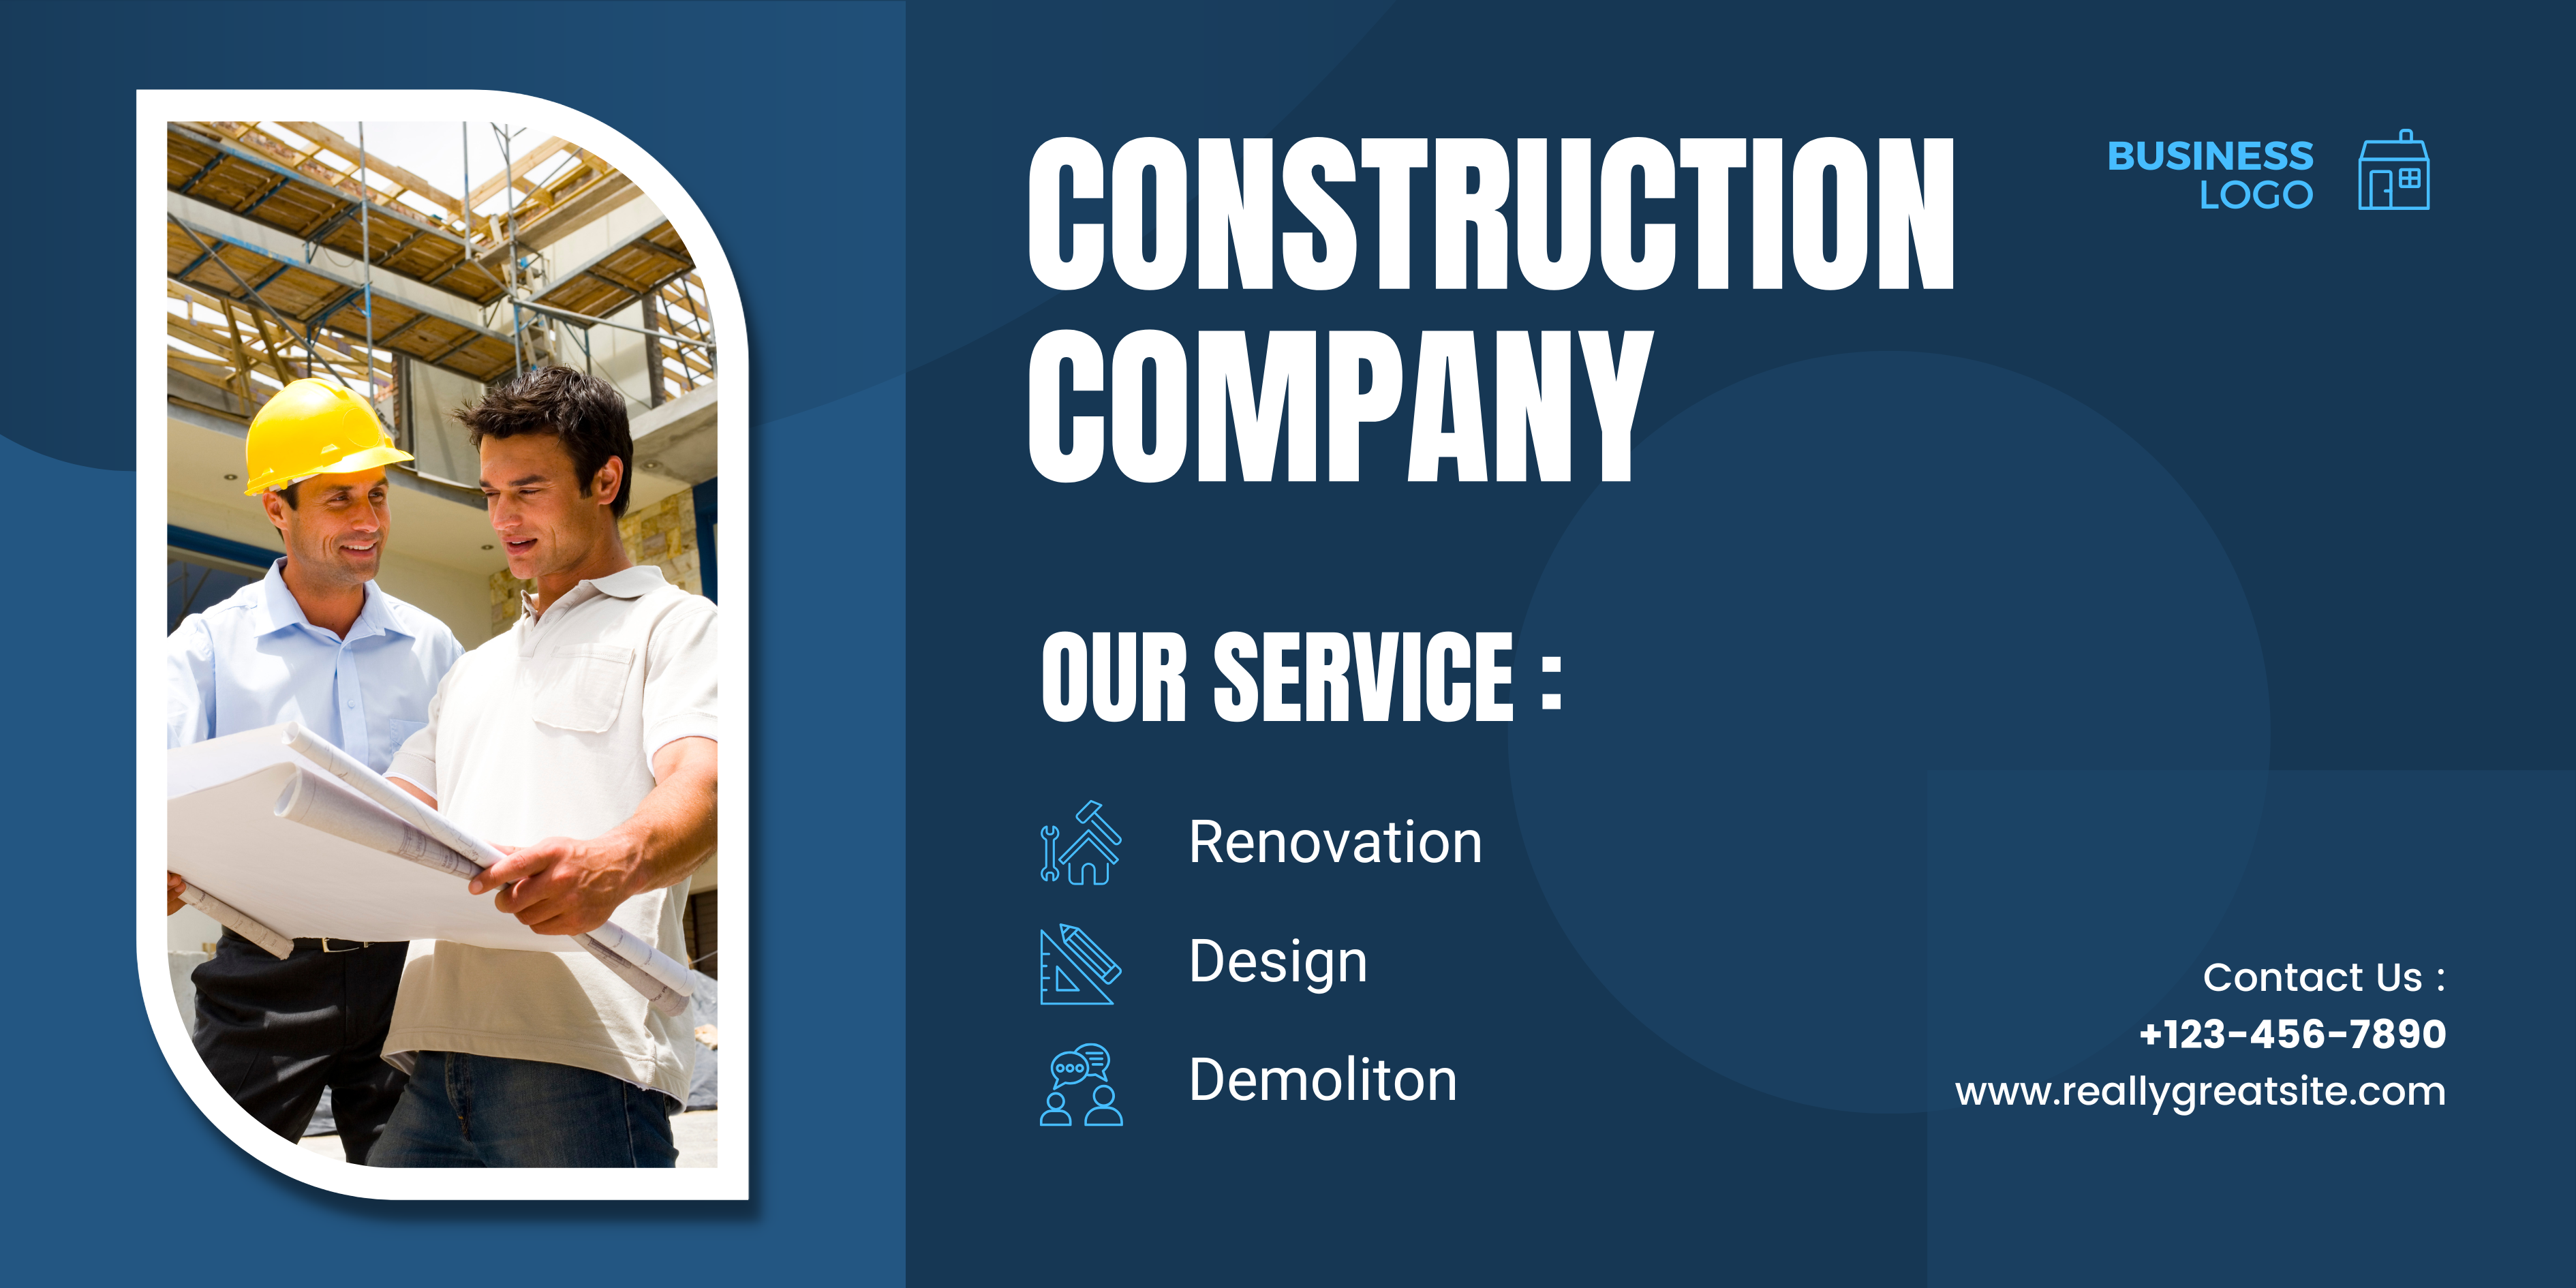 CONSTRUCTION
COMPANY
BUSINESS
LOGO
OUR SERVICE :
Renovation
Design
Demoliton
Contact Us :
+123-456-7890
www.reallygreatsite.com